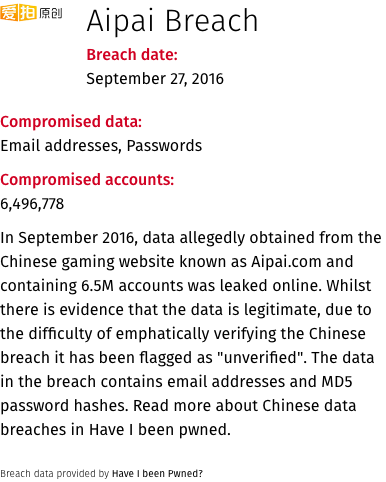 爱拍原创
Aipai Breach
Breach date:
September 27, 2016
Compromised data:
Email addresses, Passwords
Compromised accounts:
6,496,778
In September 2016, data allegedly obtained from the
Chinese gaming website known as Aipai.com and
containing 6.5M accounts was leaked online. Whilst
there is evidence that the data is legitimate, due to
the difficulty of emphatically verifying the Chinese
breach it has been flagged as "unverified". The data
in the breach contains email addresses and MD5
password hashes. Read more about Chinese data
breaches in Have I been pwned.
Breach data provided by Have I been Pwned?